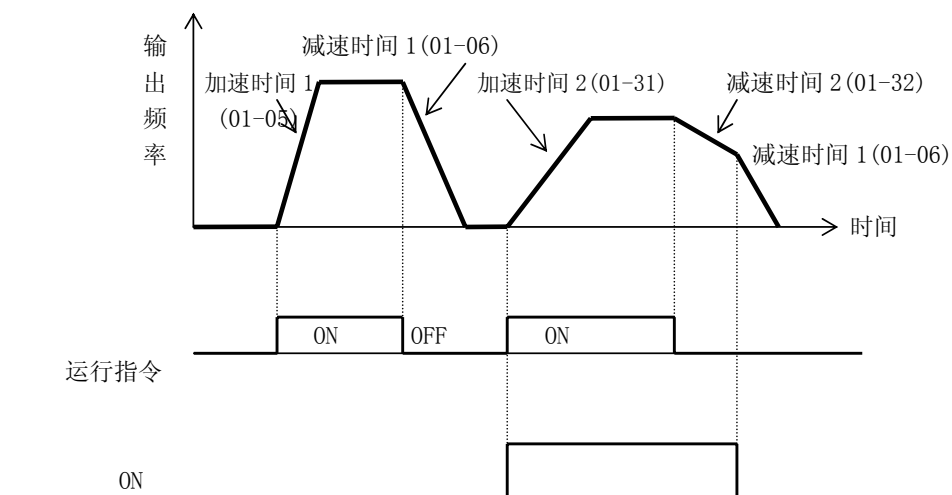 输出频率
减速时间 1(01-06)
加速时间 1
(01-05)
加速时间 2(01-31)
减速时间 2(01-32)
减速时间 1(01-06)
时间
ON
OFF
ON
运行指令
ON